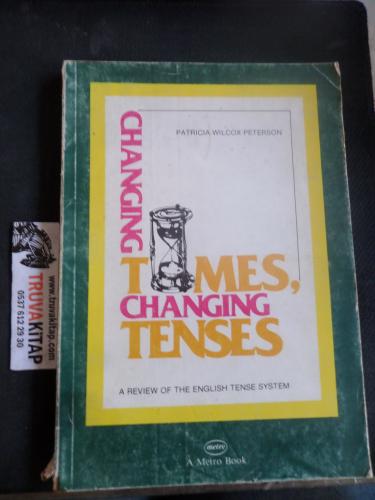 PATRICIA WILCOX PETERSON
CHANGING
TIMES,
CHANGING
TENSES
A REVIEW OF THE ENGLISH TENSE SYSTEM
metro
A Metro Book
TRUVAKITAP
www.truvakitap.com
0537 612 29 30